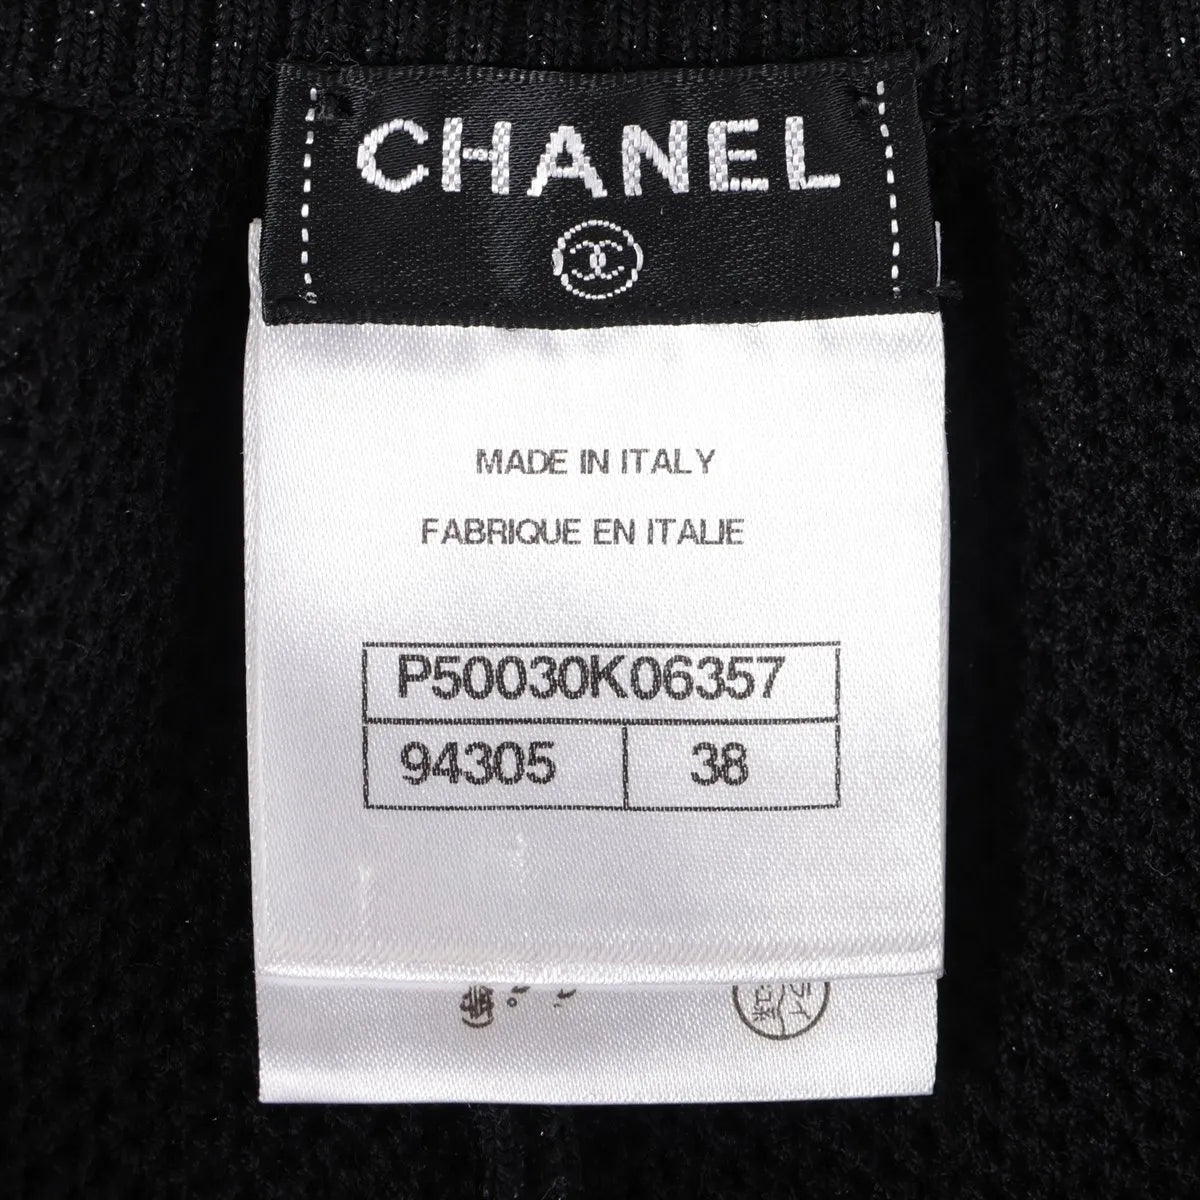 CHANEL
MADE IN ITALY
FABRIQUE EN ITALIE
P50030K06357
94305 38